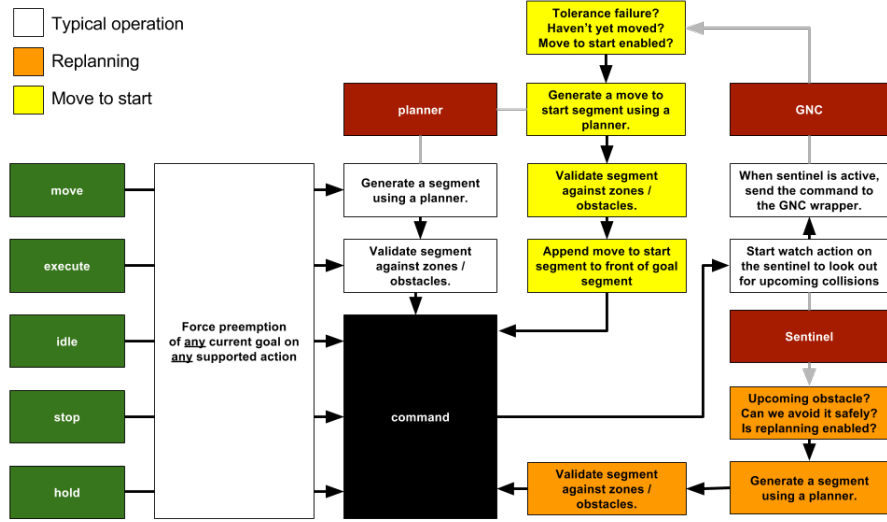 Typical operation
Replanning
Move to start
Tolerance failure?
Haven't yet moved?
Move to start enabled?
planner
Generate a move to
start segment using a
planner.
GNC
move
Generate a segment
using a planner.
Validate segment
against zones /
obstacles.
When sentinel is active,
send the command to
the GNC wrapper.
execute
Validate segment
against zones /
obstacles.
Append move to start
segment to front of goal
segment
Start watch action on
the sentinel to look out
for upcoming collisions
idle
Force preemption
of any current goal on
any supported action
Sentinel
stop
command
Upcoming obstacle?
Can we avoid it safely?
Is replanning enabled?
hold
Validate segment
against zones /
obstacles.
Generate a segment
using a planner.